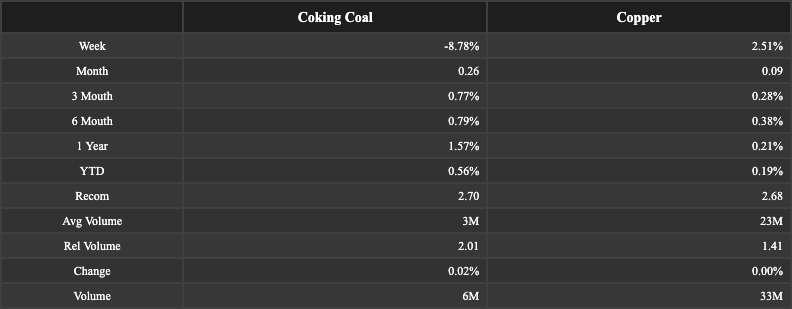 Coking Coal Copper
Week -8.78% 2.51%
Month 0.26 0.09
3 Mouth 0.77% 0.28%
6 Mouth 0.79% 0.38%
1 Year 1.57% 0.21%
YTD 0.56% 0.19%
Recom 2.70 2.68
Avg Volume 3M 23M
Rel Volume 2.01 1.41
Change 0.02% 0.00%
Volume 6M 33M